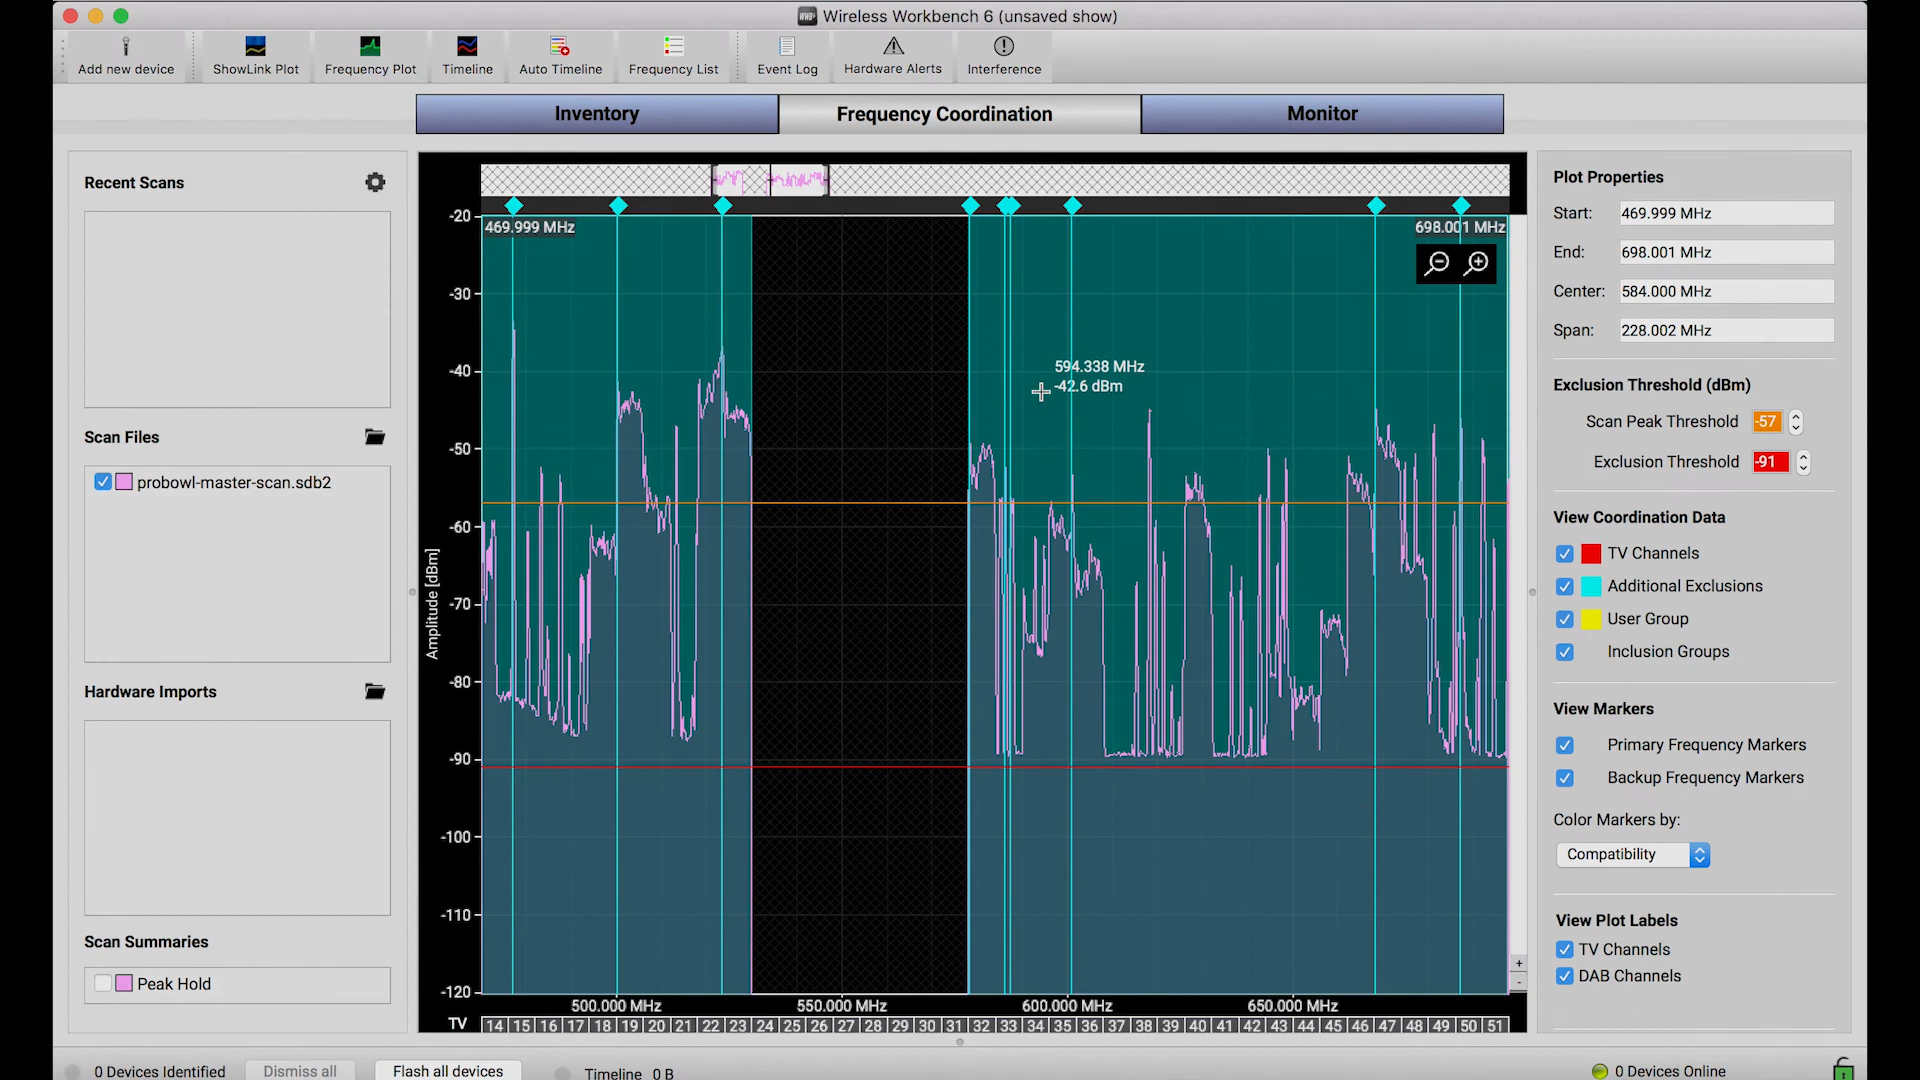 Wireless Workbench 6 (unsaved show)
Add new device
ShowLink Plot
Frequency Plot
Timeline
Auto Timeline
Frequency List
Event Log
Hardware Alerts
Interference
Inventory
Frequency Coordination
Monitor
Recent Scans
Scan Files
probowl-master-scan.sdb2
Hardware Imports
Scan Summaries
Peak Hold
469.999 MHz
698.001 MHz
594.338 MHz
-42.6 dBm
Amplitude [dBm]
-20
-30
-40
-50
-60
-70
-80
-90
-100
-110
-120
500.000 MHz
550.000 MHz
600.000 MHz
650.000 MHz
TV
14 15 16 17 18 19 20 21 22 23 24 25 26 27 28 29 30 31 32 33 34 35 36 37 38 39 40 41 42 43 44 45 46 47 48 49 50 51
+
-
Plot Properties
Start: 469.999 MHz
End: 698.001 MHz
Center: 584.000 MHz
Span: 228.002 MHz
Exclusion Threshold (dBm)
Scan Peak Threshold -57
Exclusion Threshold -91
View Coordination Data
TV Channels
Additional Exclusions
User Group
Inclusion Groups
View Markers
Primary Frequency Markers
Backup Frequency Markers
Color Markers by:
Compatibility
View Plot Labels
TV Channels
DAB Channels
0 Devices Identified
Dismiss all
Flash all devices
Timeline 0 B
0 Devices Online